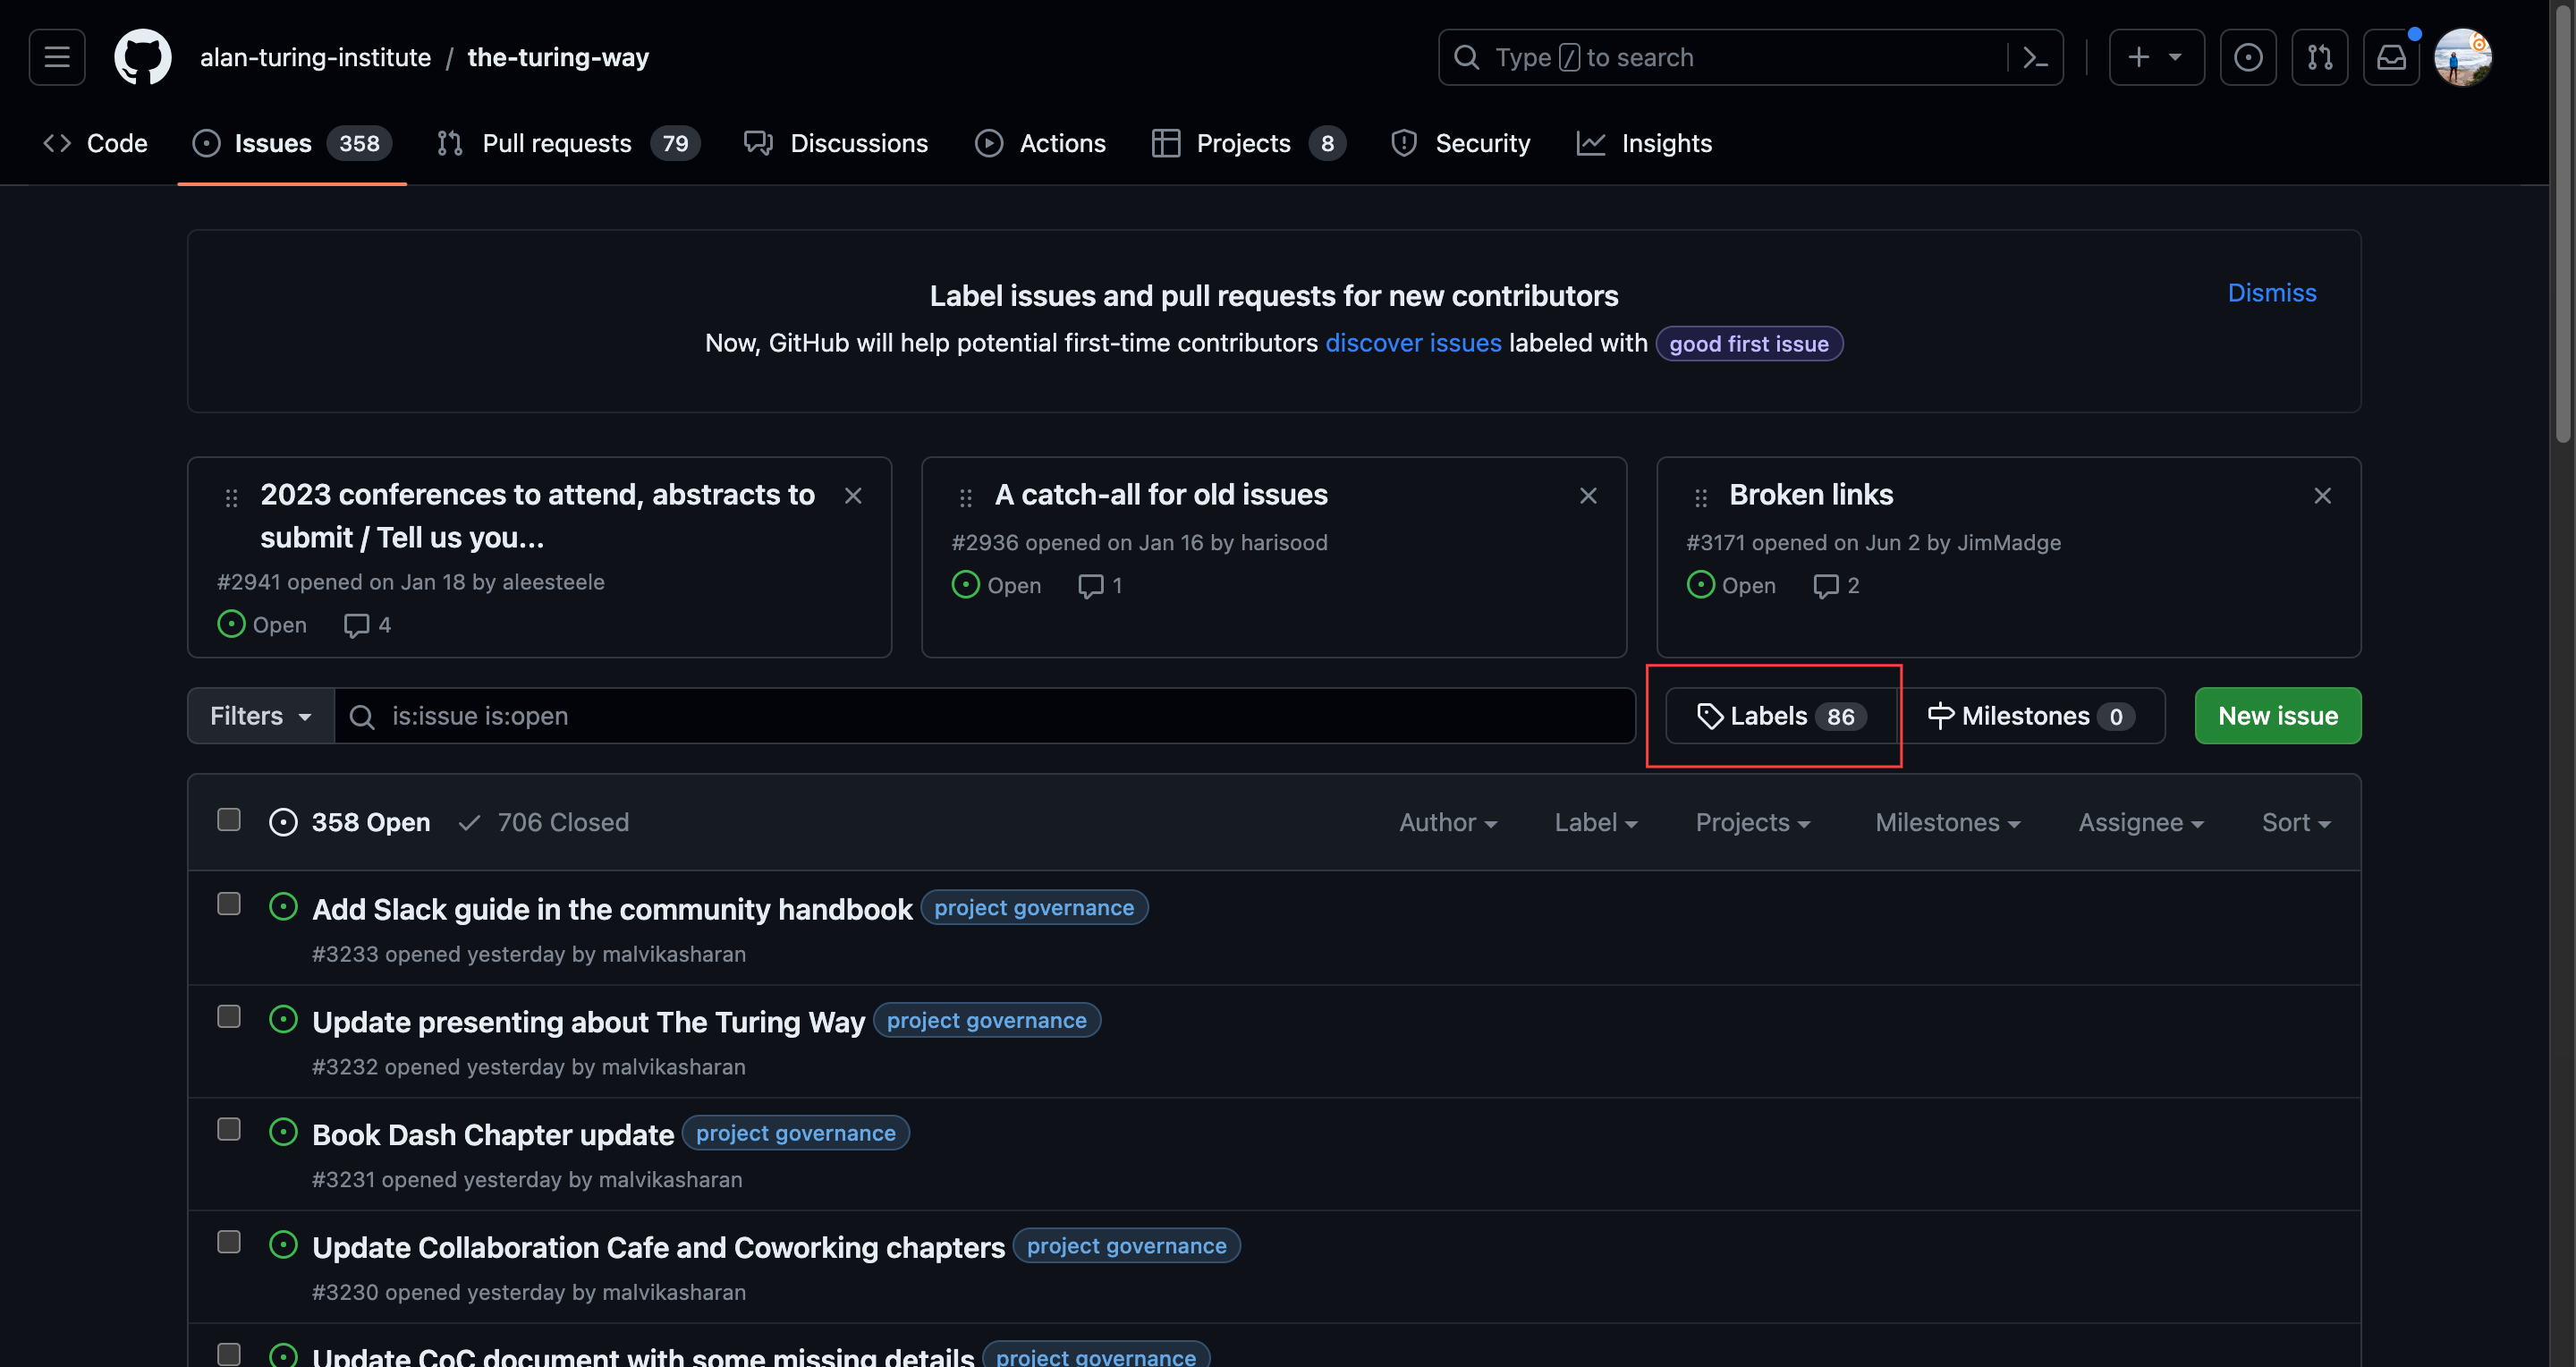 alan-turing-institute / the-turing-way
Type / to search
Code
Issues 358
Pull requests 79
Discussions
Actions
Projects 8
Security
Insights
Label issues and pull requests for new contributors
Dismiss
Now, GitHub will help potential first-time contributors discover issues labeled with good first issue
2023 conferences to attend, abstracts to
submit / Tell us you...
#2941 opened on Jan 18 by aleesteele
Open 4
A catch-all for old issues
#2936 opened on Jan 16 by harisood
Open 1
Broken links
#3171 opened on Jun 2 by JimMadge
Open 2
Filters
is:issue is:open
Labels 86
Milestones 0
New issue
358 Open
706 Closed
Author
Label
Projects
Milestones
Assignee
Sort
Add Slack guide in the community handbook project governance
#3233 opened yesterday by malvikasharan
Update presenting about The Turing Way project governance
#3232 opened yesterday by malvikasharan
Book Dash Chapter update project governance
#3231 opened yesterday by malvikasharan
Update Collaboration Cafe and Coworking chapters project governance
#3230 opened yesterday by malvikasharan
Update CoC document with some missing details project governance